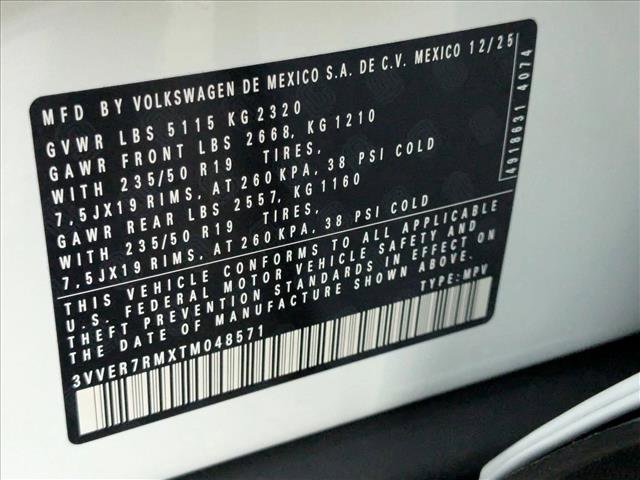 MFD BY VOLKSWAGEN DE MEXICO S.A. DE C.V. MEXICO 12/25
GVWR LBS 5115 KG 2320
GAWR FRONT LBS 2668, KG 1210
WITH 235/50 R19 TIRES,
7,5JX19 RIMS, AT 260 KPA, 38 PSI COLD
GAWR REAR LBS 2557, KG 1160
WITH 235/50 R19 TIRES,
7,5JX19 RIMS, AT 260 KPA, 38 PSI COLD
THIS VEHICLE CONFORMS TO ALL APPLICABLE
U.S. FEDERAL MOTOR VEHICLE SAFETY AND
THEFT PREVENTION STANDARDS IN EFFECT ON
THE DATE OF MANUFACTURE SHOWN ABOVE.
TYPE: MPV
3VVER7RMXTM048571
4918631 4074